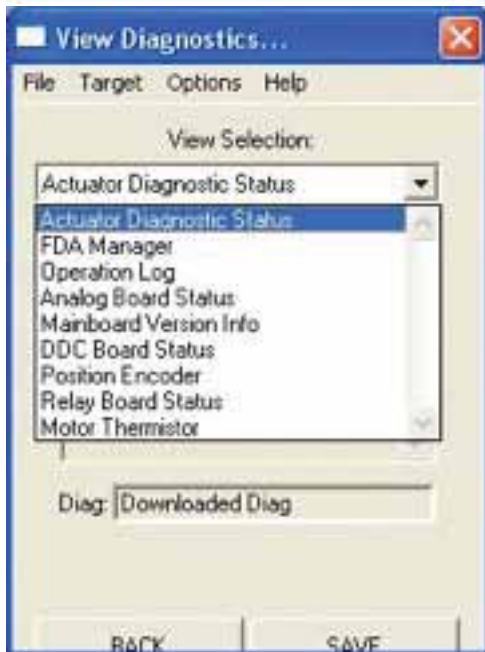 View Diagnostics...
File Target Options Help
View Selection:
Actuator Diagnostic Status
Actuator Diagnostic Status
FDA Manager
Operation Log
Analog Board Status
Mainboard Version Info
DDC Board Status
Position Encoder
Relay Board Status
Motor Thermistor
Diag: Downloaded Diag
BACK SAVE